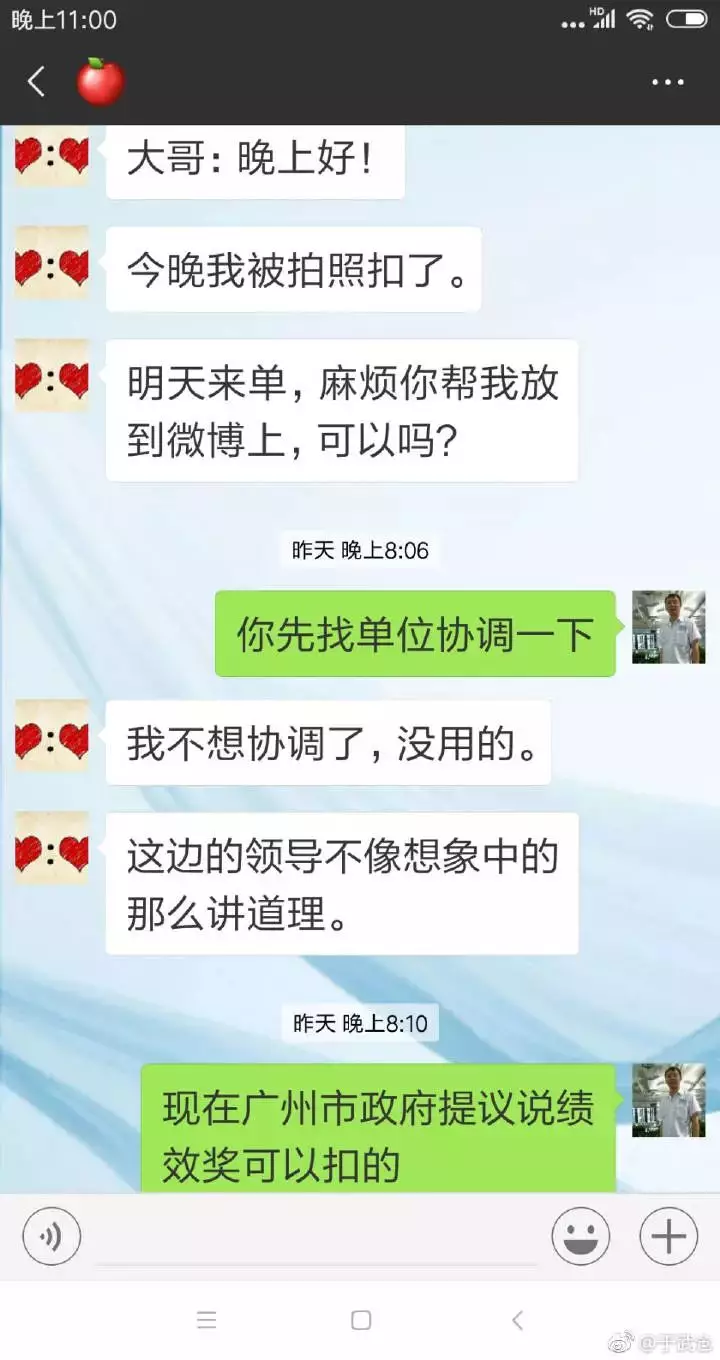 晚上11:00
HD
大哥：晚上好！
今晚我被拍照扣了。
明天来单，麻烦你帮我放
到微博上，可以吗？
昨天 晚上8:06
你先找单位协调一下
我不想协调了，没用的。
这边的领导不像想象中的
那么讲道理。
昨天 晚上8:10
现在广州市政府提议说绩
效奖可以扣的
@于武仓